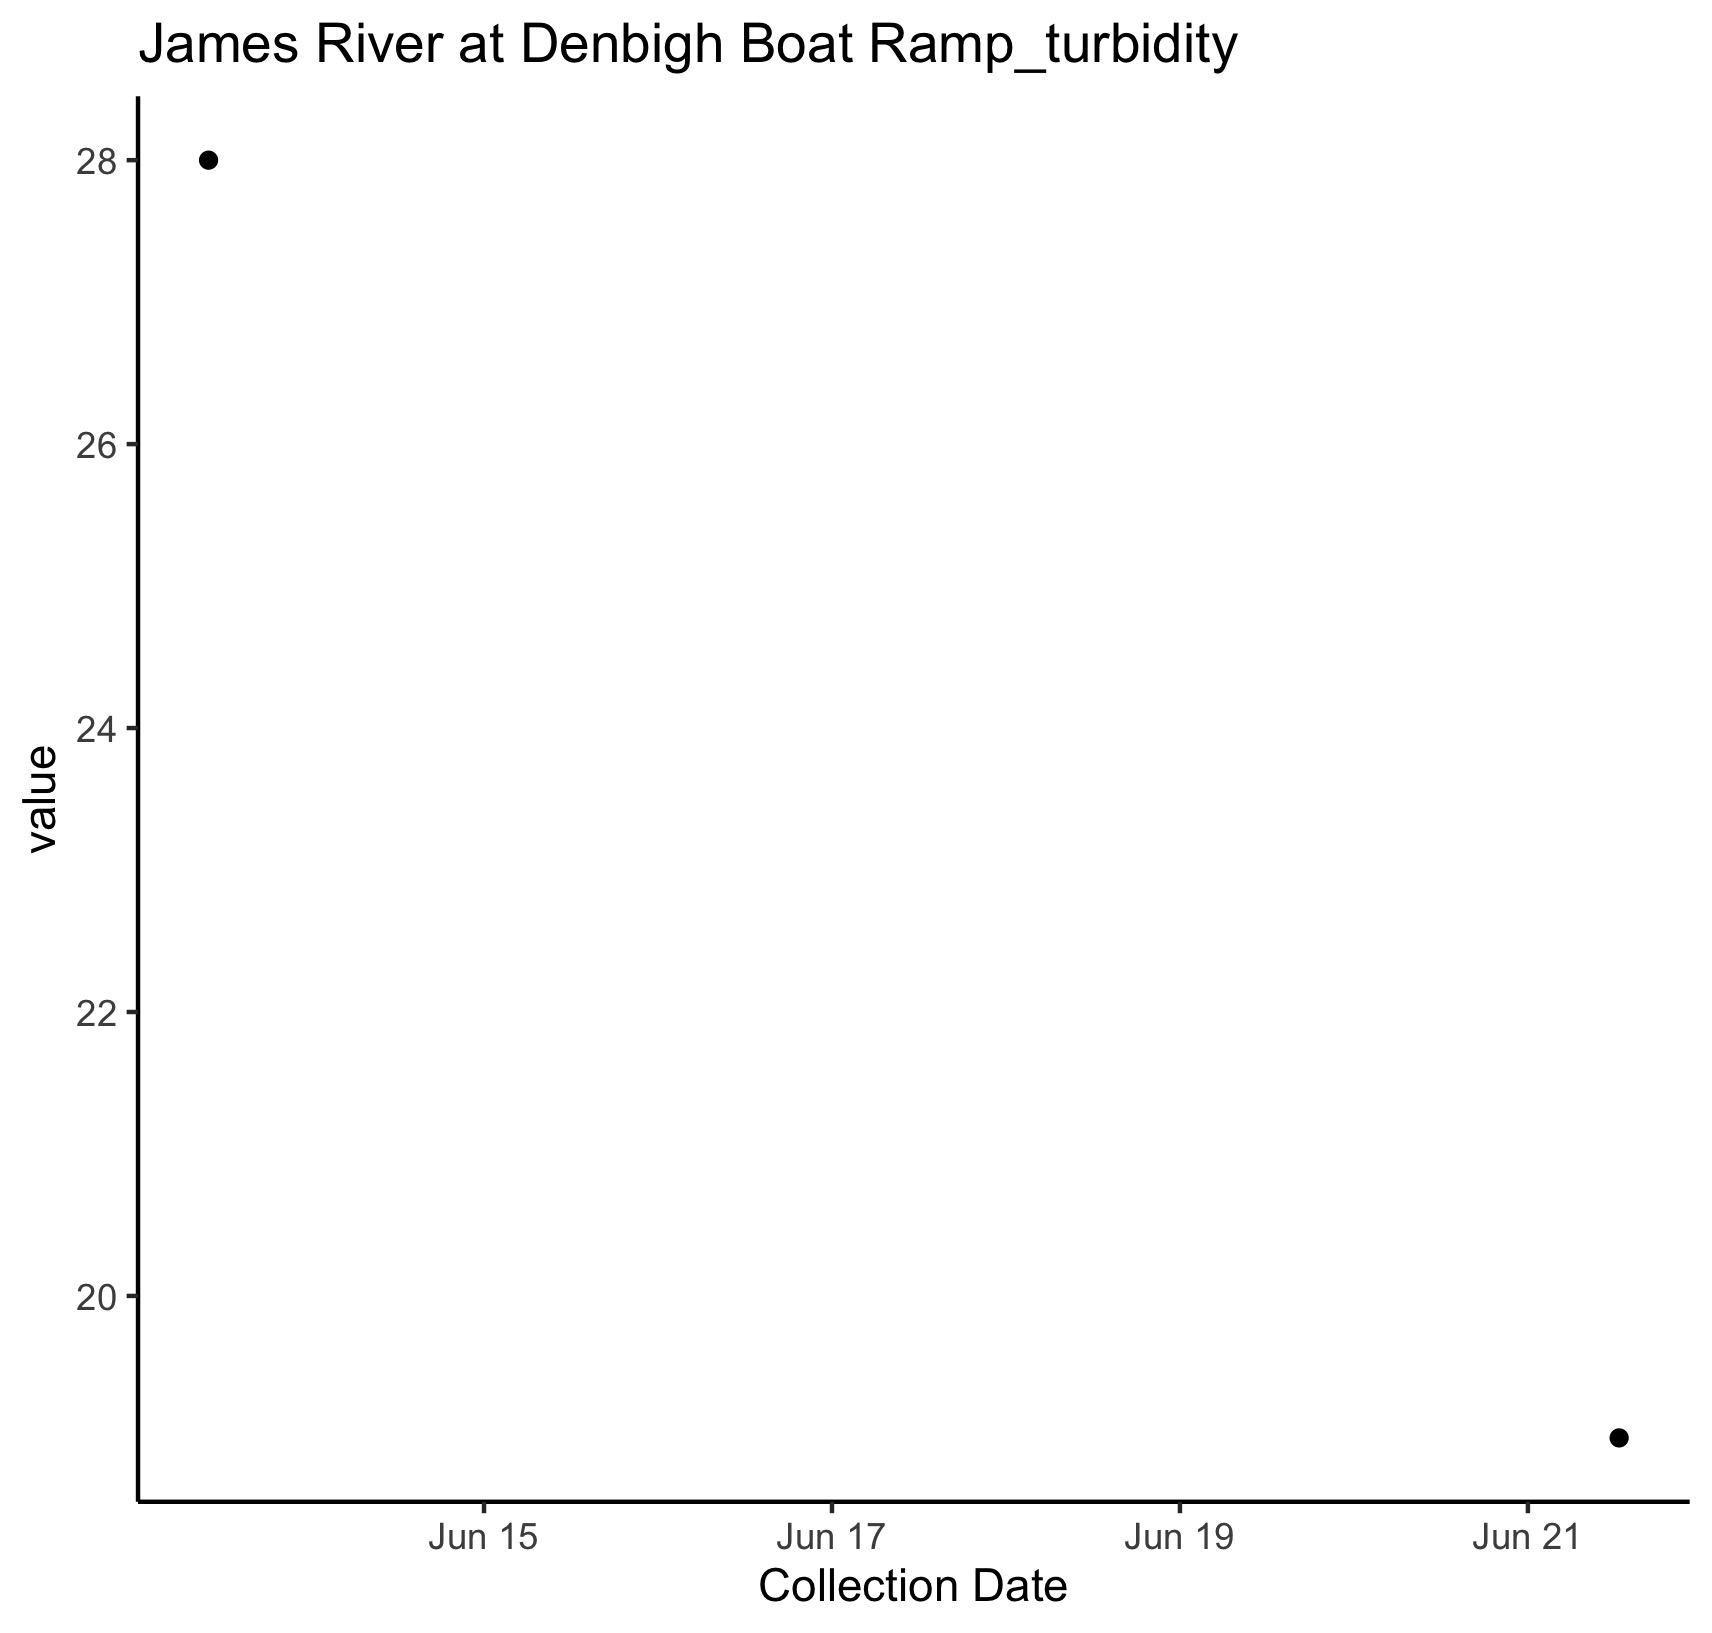 James River at Denbigh Boat Ramp_turbidity
28
26
24
22
20
value
Jun 15 Jun 17 Jun 19 Jun 21
Collection Date